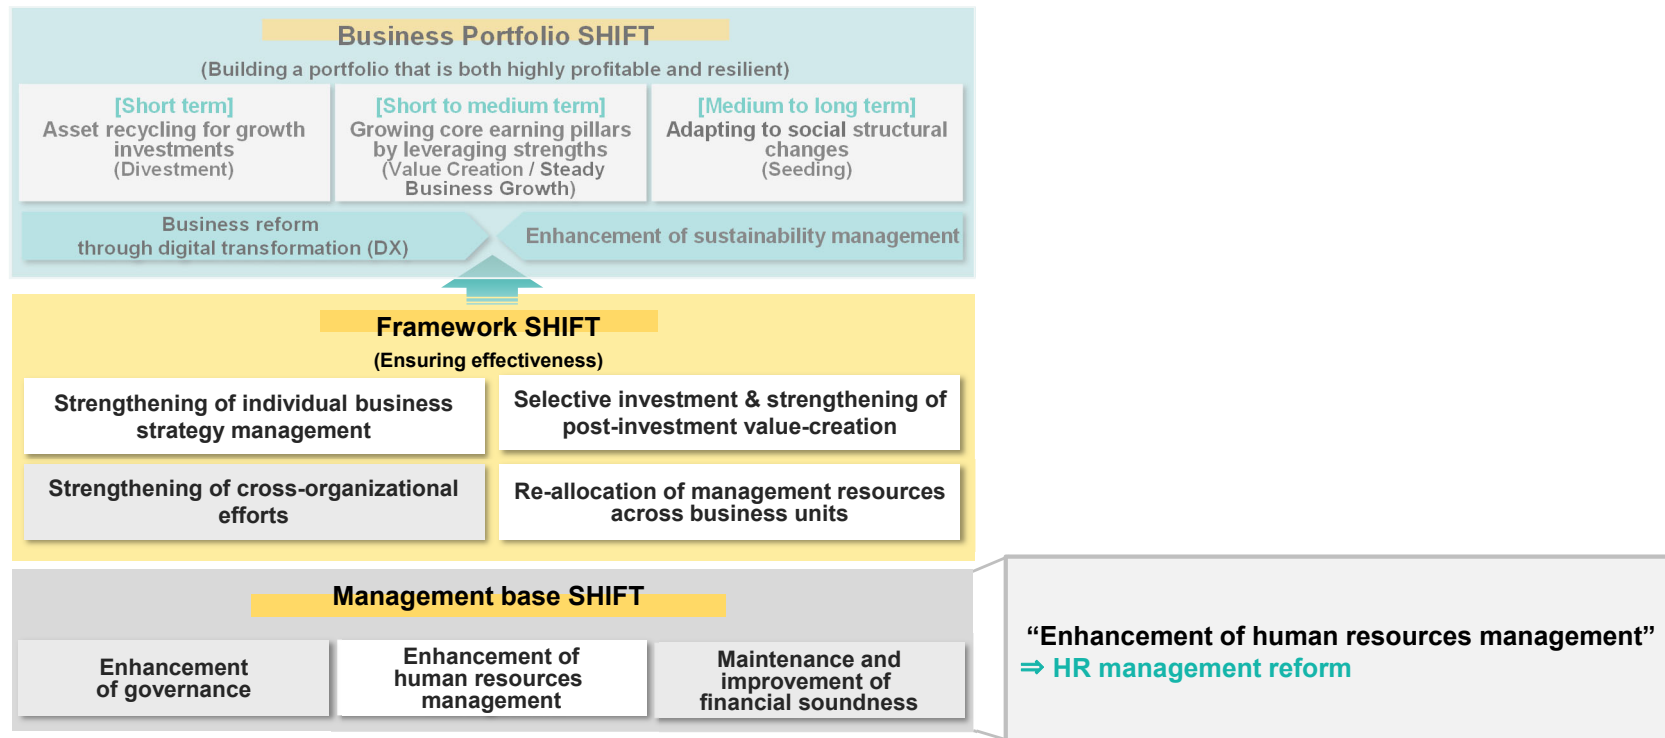 Business Portfolio SHIFT
(Building a portfolio that is both highly profitable and resilient)
[Short term]
Asset recycling for growth
investments
(Divestment)
[Short to medium term]
Growing core earning pillars
by leveraging strengths
(Value Creation / Steady
Business Growth)
[Medium to long term]
Adapting to social structural
changes
(Seeding)
Business reform
through digital transformation (DX)
Enhancement of sustainability management
Framework SHIFT
(Ensuring effectiveness)
Strengthening of individual business
strategy management
Selective investment & strengthening of
post-investment value-creation
Strengthening of cross-organizational
efforts
Re-allocation of management resources
across business units
Management base SHIFT
Enhancement
of governance
Enhancement of
human resources
management
Maintenance and
improvement of
financial soundness
“Enhancement of human resources management”
⇒ HR management reform